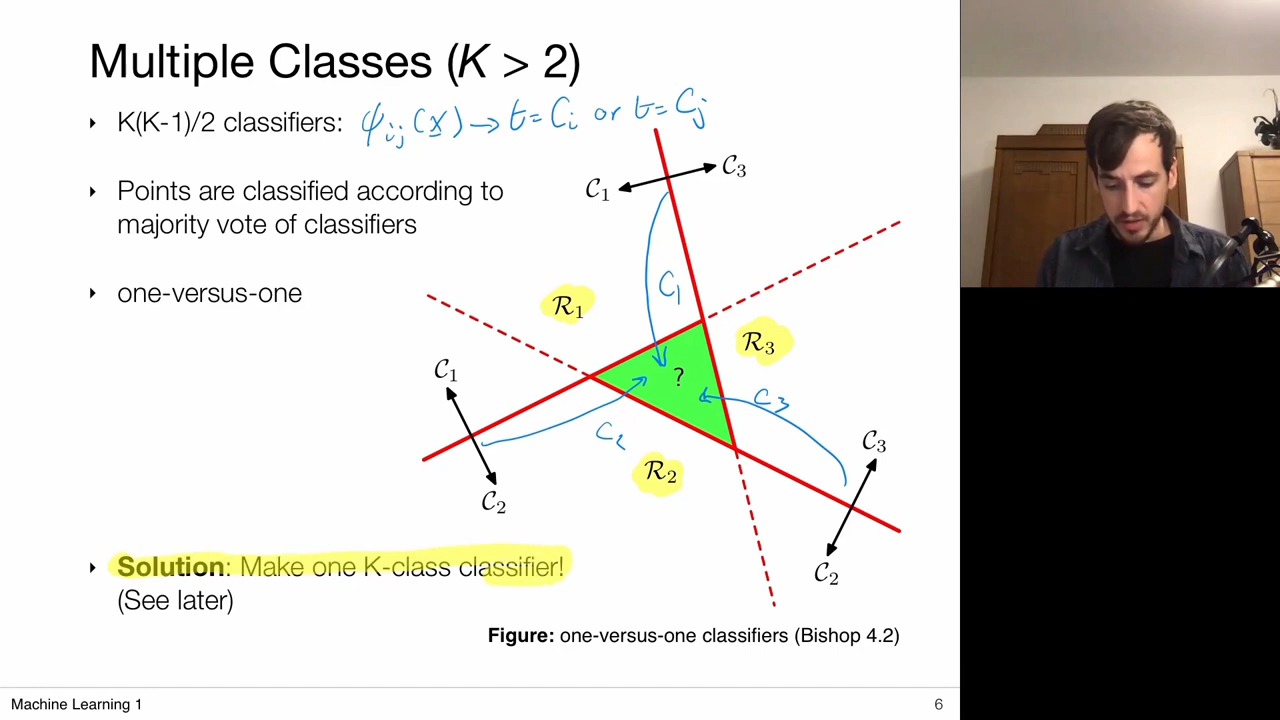 Multiple Classes (K > 2)
‣ K(K-1)/2 classifiers: ψᵢⱼ(x) → t=Cᵢ or t=Cⱼ
‣ Points are classified according to
majority vote of classifiers
‣ one-versus-one
C₁ C₃
C₁
R₁
R₃
?
C₁
C₃
C₂
R₂
C₃
C₂
C₂
‣ Solution: Make one K-class classifier!
(See later)
Figure: one-versus-one classifiers (Bishop 4.2)
Machine Learning 1 6